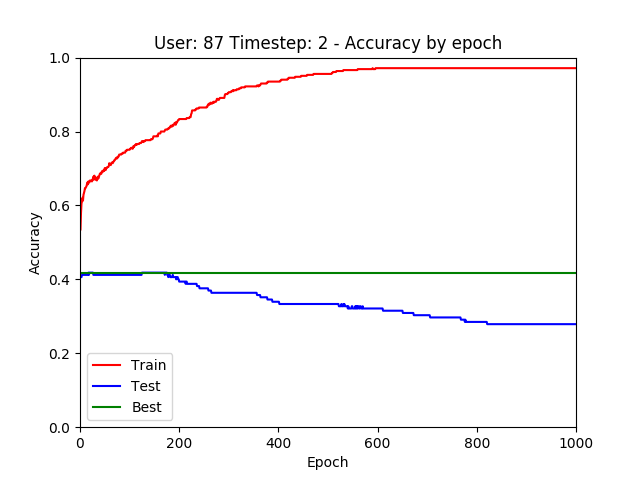 User: 87 Timestep: 2 - Accuracy by epoch
1.0
0.8
0.6
0.4
0.2
0.0
Accuracy
Train
Test
Best
0 200 400 600 800 1000
Epoch